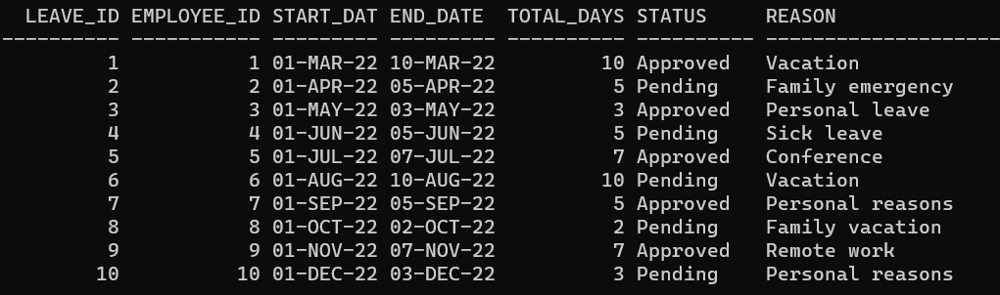 LEAVE_ID EMPLOYEE_ID START_DAT END_DATE TOTAL_DAYS STATUS REASON
---------- ----------- --------- --------- ---------- ---------- --------------------
1 1 01-MAR-22 10-MAR-22 10 Approved Vacation
2 2 01-APR-22 05-APR-22 5 Pending Family emergency
3 3 01-MAY-22 03-MAY-22 3 Approved Personal leave
4 4 01-JUN-22 05-JUN-22 5 Pending Sick leave
5 5 01-JUL-22 07-JUL-22 7 Approved Conference
6 6 01-AUG-22 10-AUG-22 10 Pending Vacation
7 7 01-SEP-22 05-SEP-22 5 Approved Personal reasons
8 8 01-OCT-22 02-OCT-22 2 Pending Family vacation
9 9 01-NOV-22 07-NOV-22 7 Approved Remote work
10 10 01-DEC-22 03-DEC-22 3 Pending Personal reasons